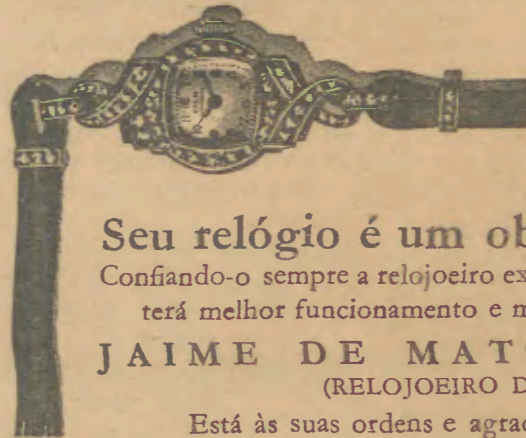 Seu relógio é um ob
Confiando-o sempre a relojoeiro ex
terá melhor funcionamento e m
JAIME DE MAT
(RELOJOEIRO D
Está às suas ordens e agrad